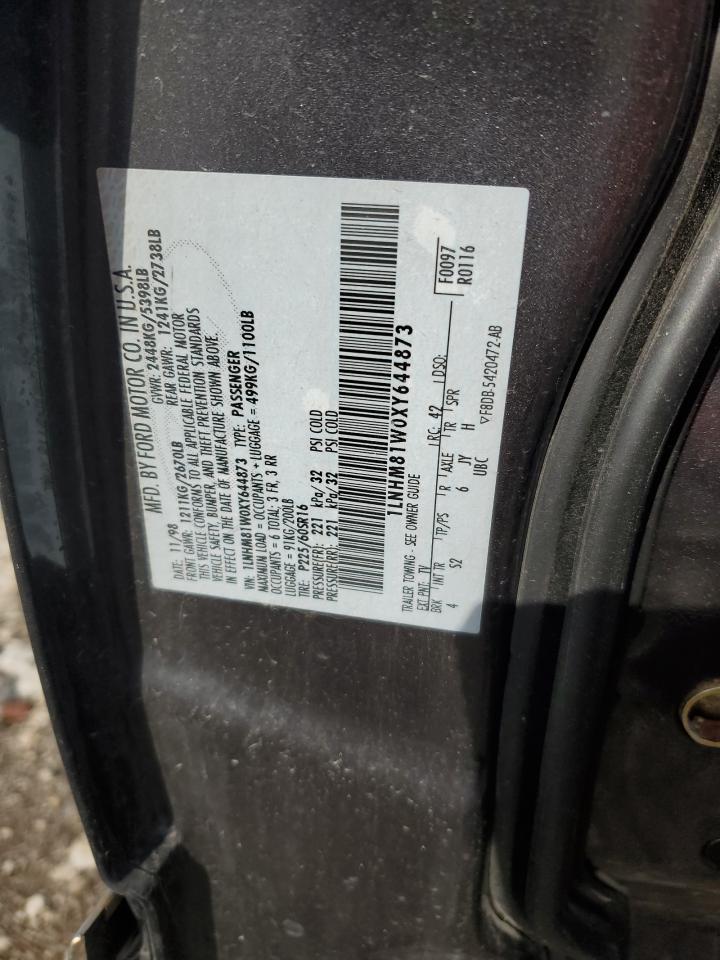 MFD. BY FORD MOTOR CO. IN U.S.A.
DATE: 11/98 GVWR: 2448KG/5398LB
FRONT GAWR: 1211KG/2670LB REAR GAWR: 1241KG/2738LB
THIS VEHICLE CONFORMS TO ALL APPLICABLE FEDERAL MOTOR
VEHICLE SAFETY, BUMPER, AND THEFT PREVENTION STANDARDS
IN EFFECT ON THE DATE OF MANUFACTURE SHOWN ABOVE.
VIN: 1LNHM81W0XY644873 TYPE: PASSENGER
MAXIMUM LOAD = OCCUPANTS + LUGGAGE = 499KG/1100LB
OCCUPANTS = 6 TOTAL: 3 FR, 3 RR
LUGGAGE = 91KG/200LB
TIRE: P225/60SR16
PRESSURE(FR): 221 kPa/ 32 PSI COLD
PRESSURE(RR): 221 kPa/ 32 PSI COLD
1LNHM81W0XY644873
TRAILER TOWING - SEE OWNER GUIDE F0097
EXT PNT: TV RC: 42 DSO: R0116
BRK INT TR TP/PS R AXLE TR SPR
4 S2 6 JY H
UBC
▽F8DB-5420472-AB